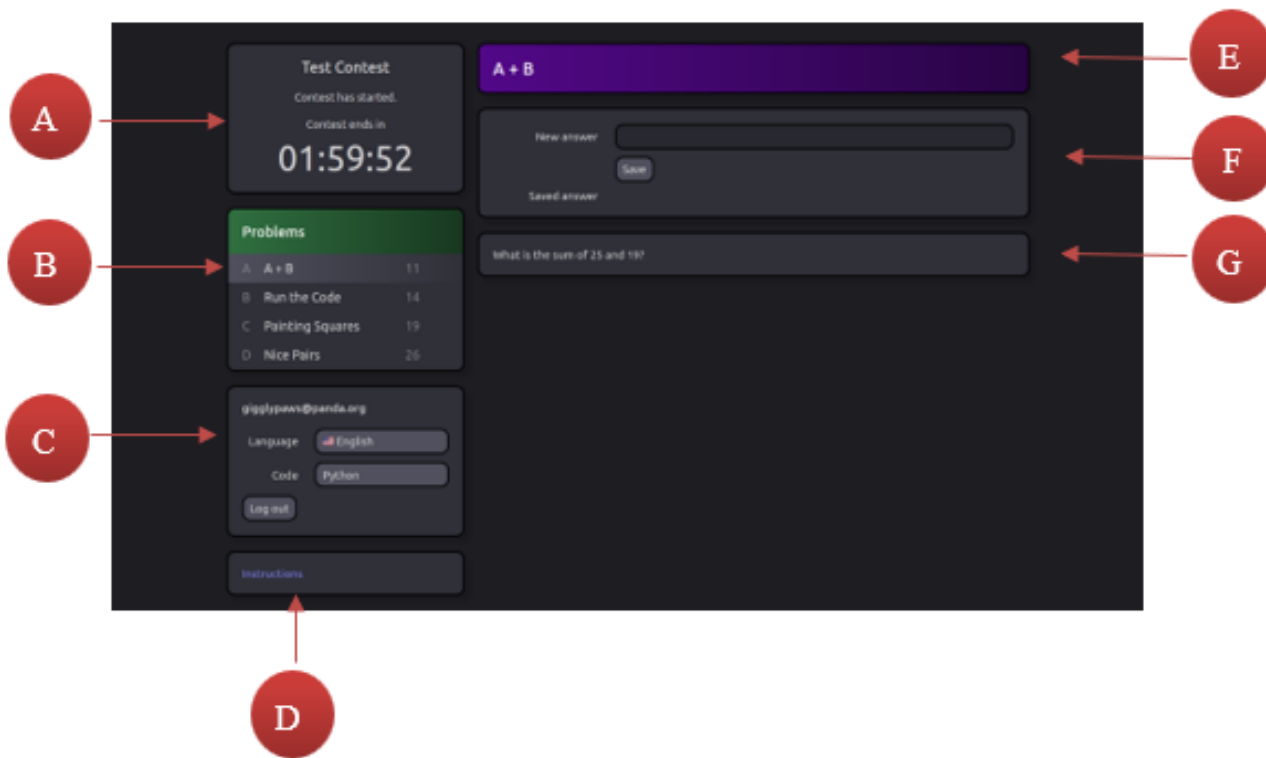 Test Contest
Contest has started.
Contest ends in
01:59:52
A
Problems
A A + B 11
B Run the Code 14
C Painting Squares 19
D Nice Pairs 26
B
gigglypaws@panda.org
Language English
Code Python
Log out
C
Instructions
D
A + B
E
New answer
Save
Saved answer
F
What is the sum of 25 and 19?
G